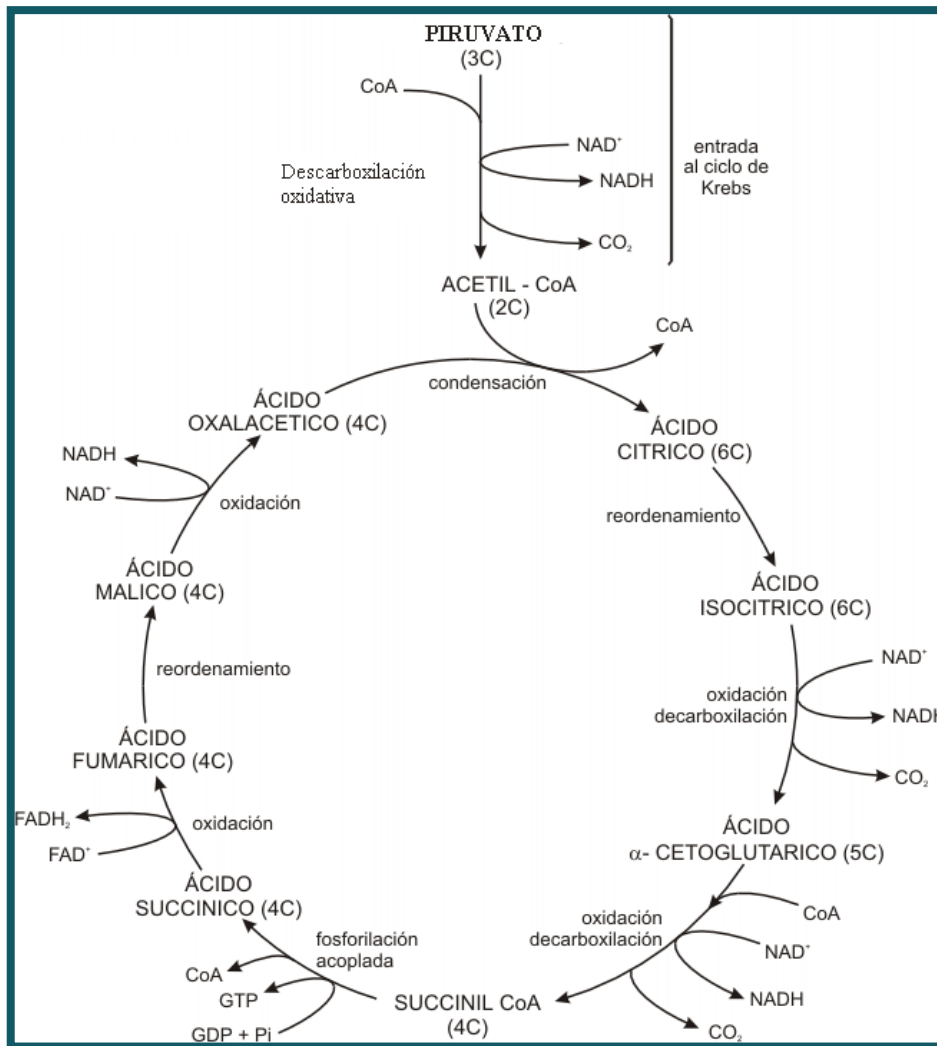 PIRUVATO
(3C)
CoA
NAD⁺
NADH
Descarboxilación
oxidativa
CO₂
entrada
al ciclo de
Krebs
ACETIL - CoA
(2C)
CoA
condensación
ÁCIDO
OXALACETICO (4C)
ÁCIDO
CITRICO (6C)
NADH
NAD⁺
oxidación
reordenamiento
ÁCIDO
MALICO (4C)
ÁCIDO
ISOCITRICO (6C)
reordenamiento
NAD⁺
oxidación
decarboxilación
NADH
CO₂
ÁCIDO
FUMARICO (4C)
FADH₂
FAD⁺
oxidación
ÁCIDO
α- CETOGLUTARICO (5C)
ÁCIDO
SUCCINICO (4C)
CoA
oxidación
decarboxilación
NAD⁺
NADH
CO₂
fosforilación
acoplada
CoA
GTP
GDP + Pi
SUCCINIL CoA
(4C)